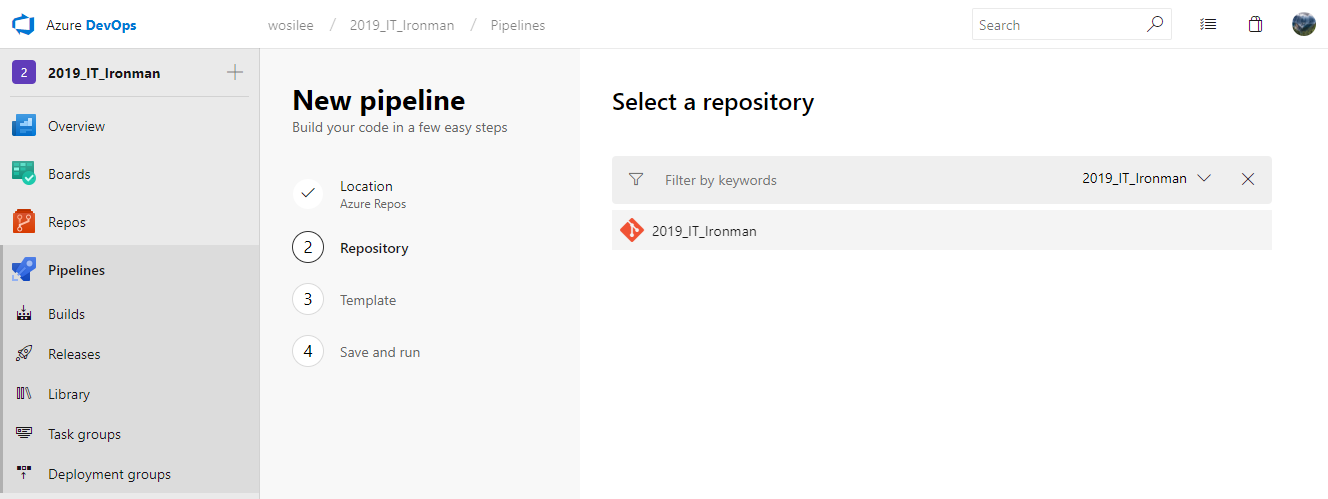 Azure DevOps
wosilee / 2019_IT_Ironman / Pipelines
Search
2 2019_IT_Ironman
Overview
Boards
Repos
Pipelines
Builds
Releases
Library
Task groups
Deployment groups
New pipeline
Build your code in a few easy steps
Location
Azure Repos
2 Repository
3 Template
4 Save and run
Select a repository
Filter by keywords 2019_IT_Ironman
2019_IT_Ironman